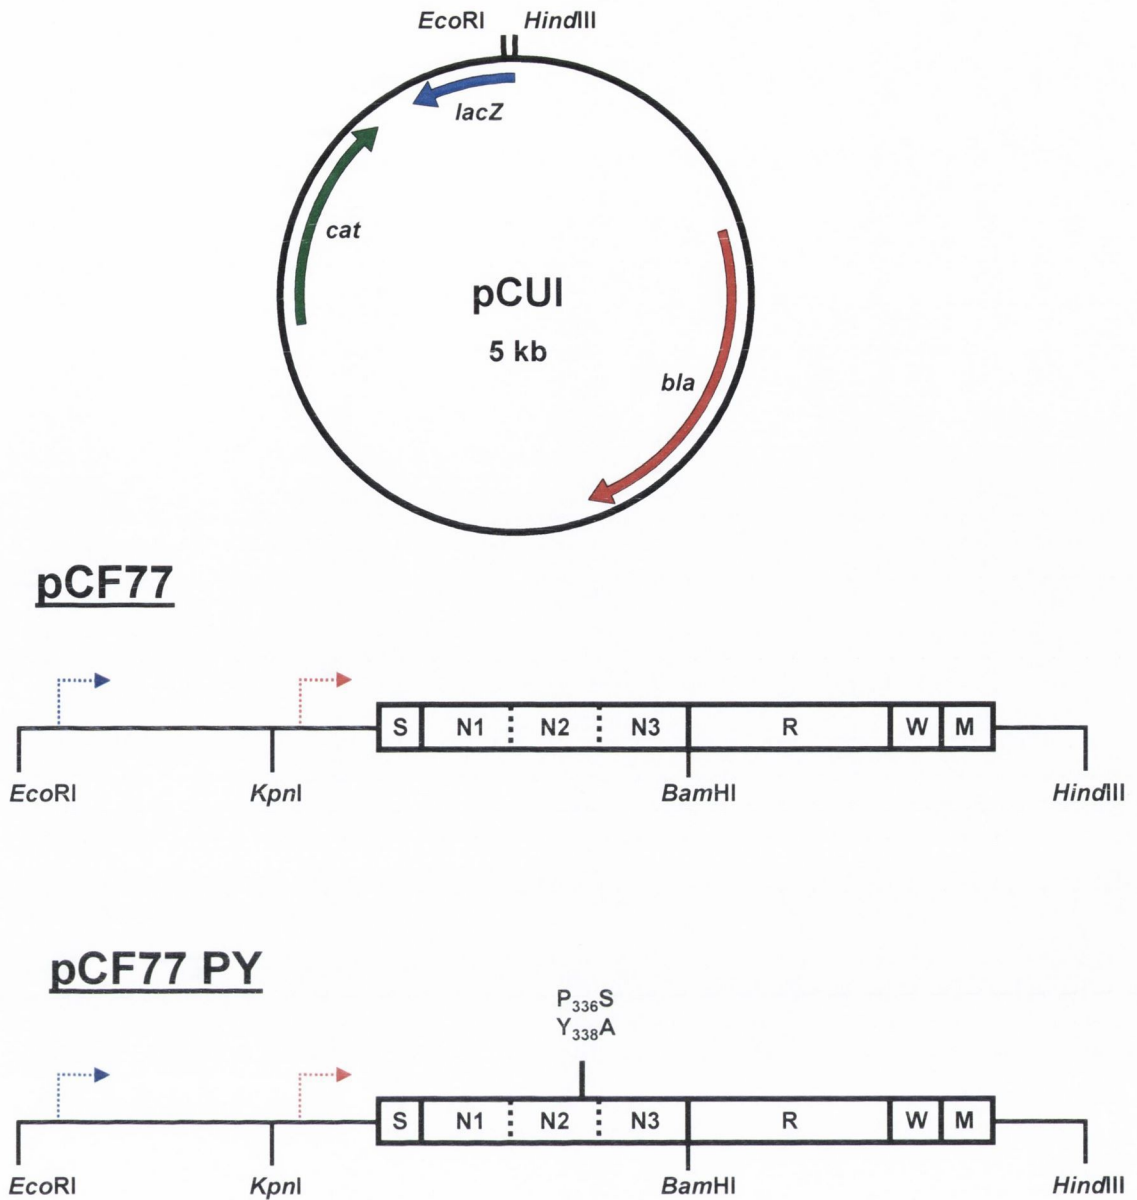 EcoRI HindIII
lacZ
cat
pCUI
5 kb
bla
pCF77
S N1 N2 N3 R W M
EcoRI KpnI BamHI HindIII
pCF77 PY
P336S
Y338A
S N1 N2 N3 R W M
EcoRI KpnI BamHI HindIII